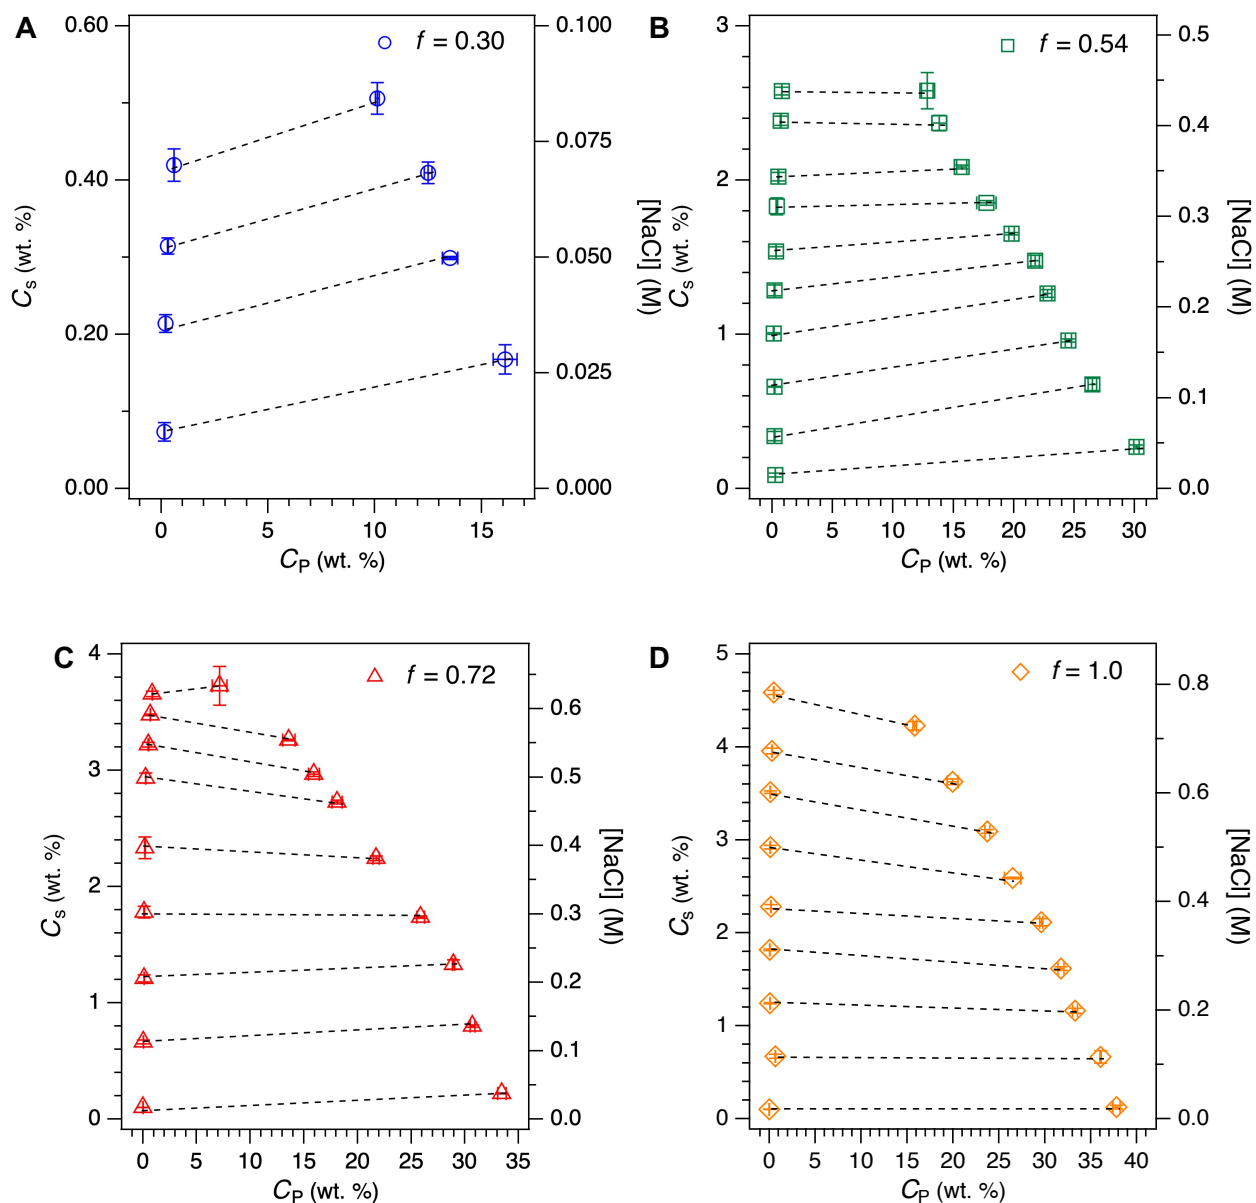 A
f = 0.30
0.60
0.40
0.20
0.00
Cs (wt. %)
0.100
0.075
0.050
0.025
0.000
[NaCl] (M)
0 5 10 15
CP (wt. %)
B
f = 0.54
3
2
1
0
Cs (wt. %)
0.5
0.4
0.3
0.2
0.1
0.0
[NaCl] (M)
0 5 10 15 20 25 30
CP (wt. %)
C
f = 0.72
4
3
2
1
0
Cs (wt. %)
0.6
0.5
0.4
0.3
0.2
0.1
0.0
[NaCl] (M)
0 5 10 15 20 25 30 35
CP (wt. %)
D
f = 1.0
5
4
3
2
1
0
Cs (wt. %)
0.8
0.6
0.4
0.2
0.0
[NaCl] (M)
0 5 10 15 20 25 30 35 40
CP (wt. %)